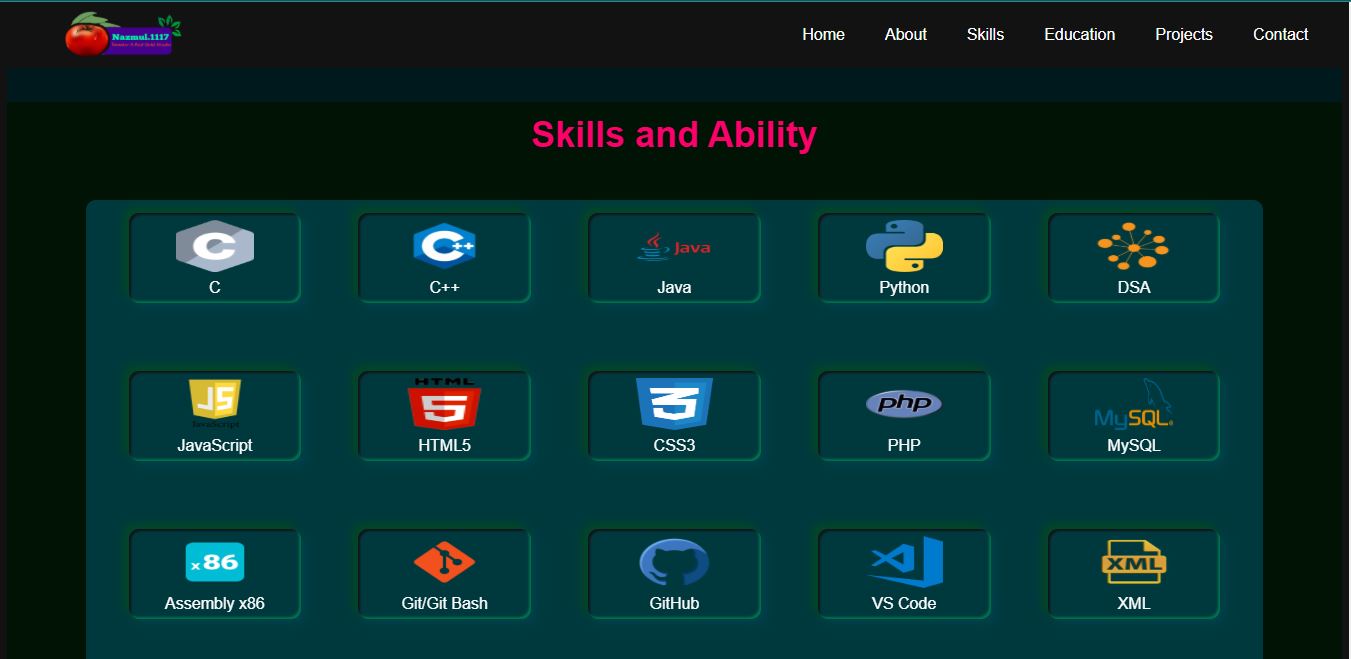 Nazmul.1117
Home About Skills Education Projects Contact
Skills and Ability
C
C
C++
C++
Java
Java
Python
DSA
JS
JavaScript
JavaScript
HTML
5
HTML5
3
CSS3
php
PHP
MySQL
MySQL
x86
Assembly x86
Git/Git Bash
GitHub
VS Code
XML
XML